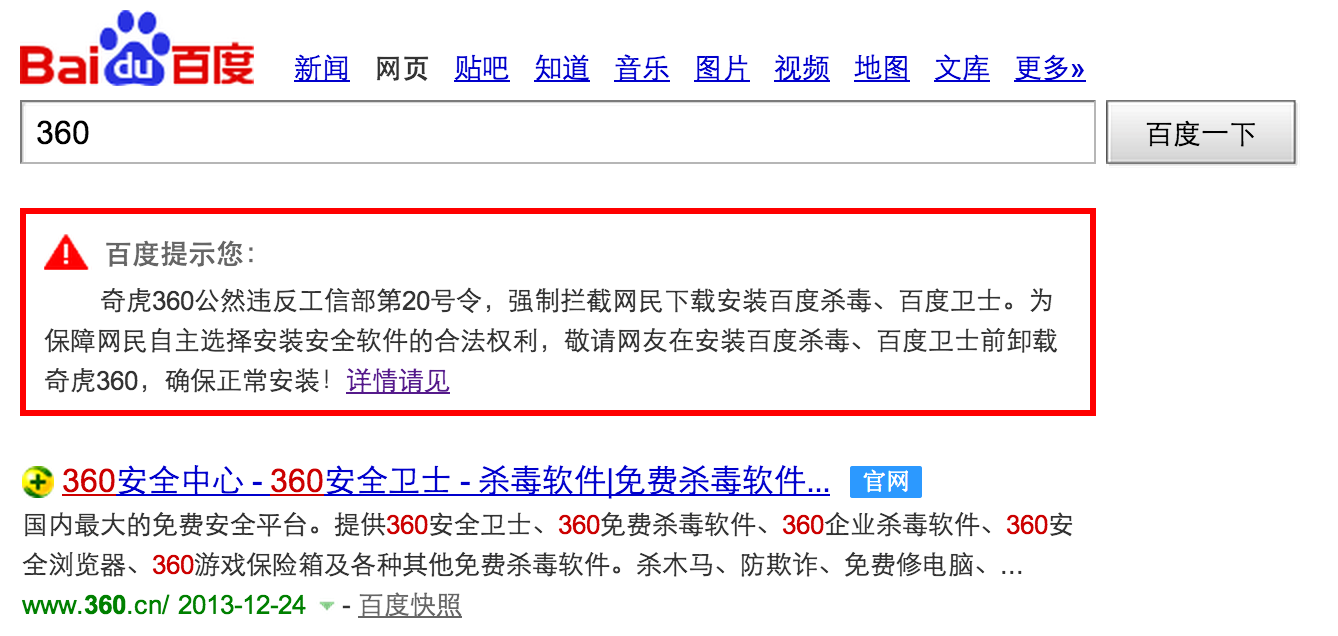 Bai du 百度 新闻 网页 贴吧 知道 音乐 图片 视频 地图 文库 更多»
360 百度一下
百度提示您：
奇虎360公然违反工信部第20号令，强制拦截网民下载安装百度杀毒、百度卫士。为
保障网民自主选择安装安全软件的合法权利，敬请网友在安装百度杀毒、百度卫士前卸载
奇虎360，确保正常安装！详情请见
360安全中心 - 360安全卫士 - 杀毒软件|免费杀毒软件... 官网
国内最大的免费安全平台。提供360安全卫士、360免费杀毒软件、360企业杀毒软件、360安
全浏览器、360游戏保险箱及各种其他免费杀毒软件。杀木马、防欺诈、免费修电脑、...
www.360.cn/ 2013-12-24 - 百度快照